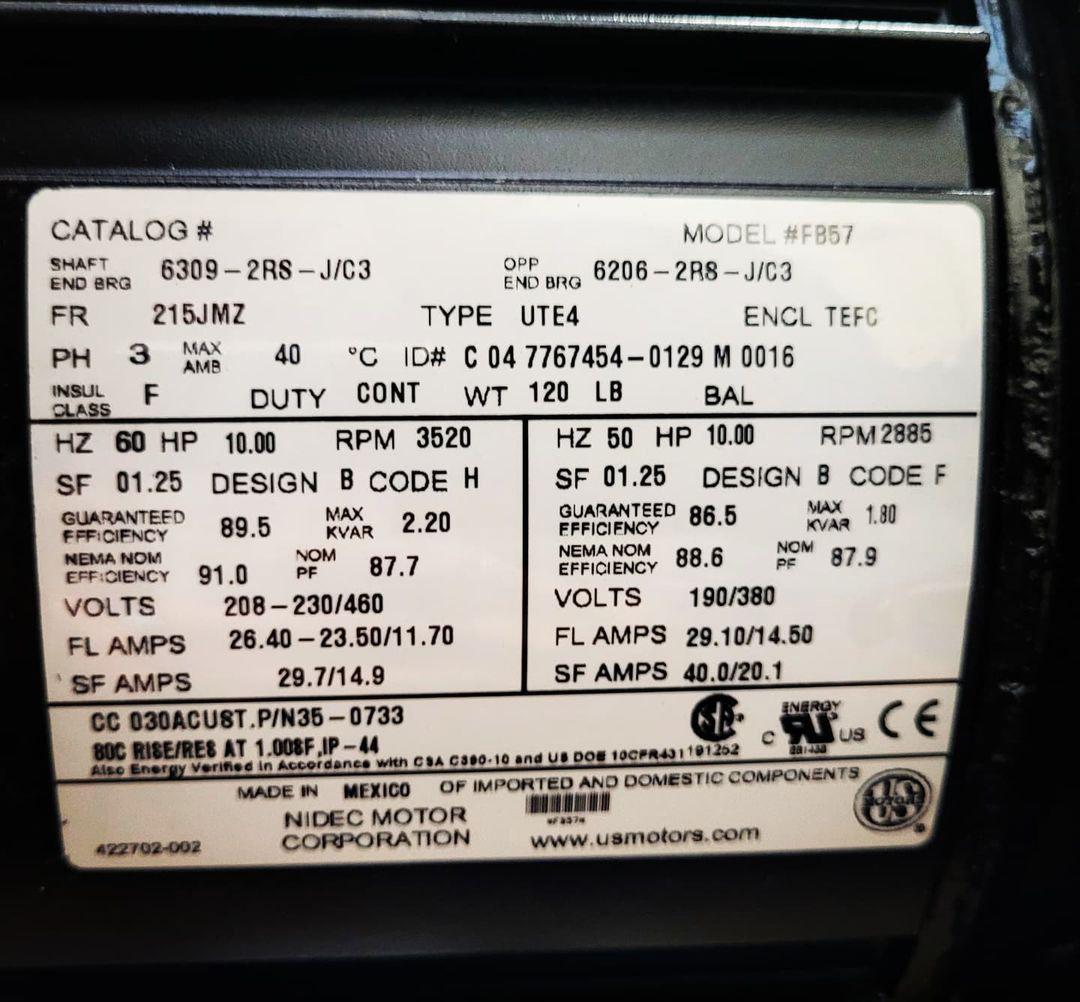 CATALOG # MODEL #FB57
SHAFT END BRG 6309-2RS-J/C3 OPP END BRG 6206-2RS-J/C3
FR 215JMZ TYPE UTE4 ENCL TEFC
PH 3 MAX AMB 40 °C ID# C 04 7767454-0129 M 0016
INSUL CLASS F DUTY CONT WT 120 LB BAL
HZ 60 HP 10.00 RPM 3520
SF 01.25 DESIGN B CODE H
GUARANTEED EFFICIENCY 89.5 MAX KVAR 2.20
NEMA NOM EFFICIENCY 91.0 NOM PF 87.7
VOLTS 208-230/460
FL AMPS 26.40-23.50/11.70
SF AMPS 29.7/14.9
HZ 50 HP 10.00 RPM 2885
SF 01.25 DESIGN B CODE F
GUARANTEED EFFICIENCY 86.5 MAX KVAR 1.80
NEMA NOM EFFICIENCY 88.6 NOM PF 87.9
VOLTS 190/380
FL AMPS 29.10/14.50
SF AMPS 40.0/20.1
CC 030A CUST.P/N35-0733
80C RISE/RES AT 1.00SF,IP-44
Also Energy Verified in Accordance with CSA C390-10 and US DOE 10CFR431 191252
CSA ENERGY C US CE
MADE IN MEXICO OF IMPORTED AND DOMESTIC COMPONENTS
NIDEC MOTOR
CORPORATION
www.usmotors.com
422702-002
US MOTORS ®